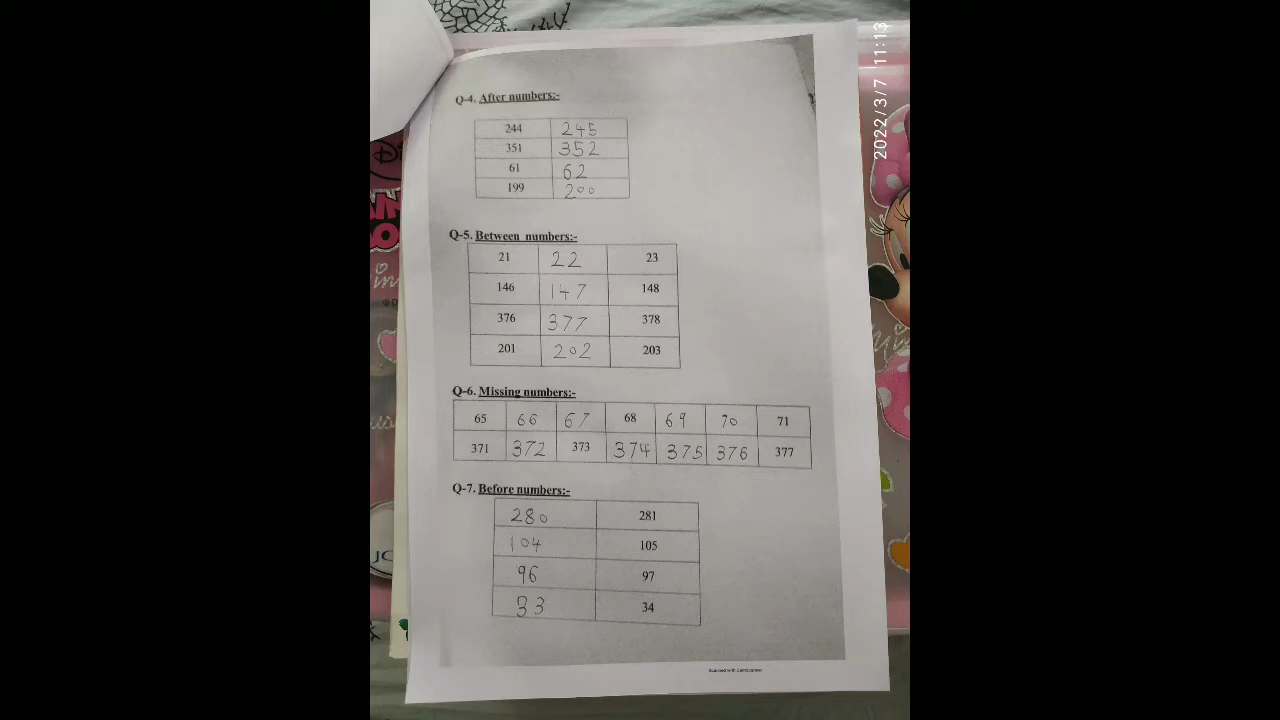 2022/3/7 11:13
Q-4. After numbers:-
244 245
351 352
61 62
199 200
Q-5. Between numbers:-
21 22 23
146 147 148
376 377 378
201 202 203
Q-6. Missing numbers:-
65 66 67 68 69 70 71
371 372 373 374 375 376 377
Q-7. Before numbers:-
280 281
104 105
96 97
33 34
Scanned with CamScanner